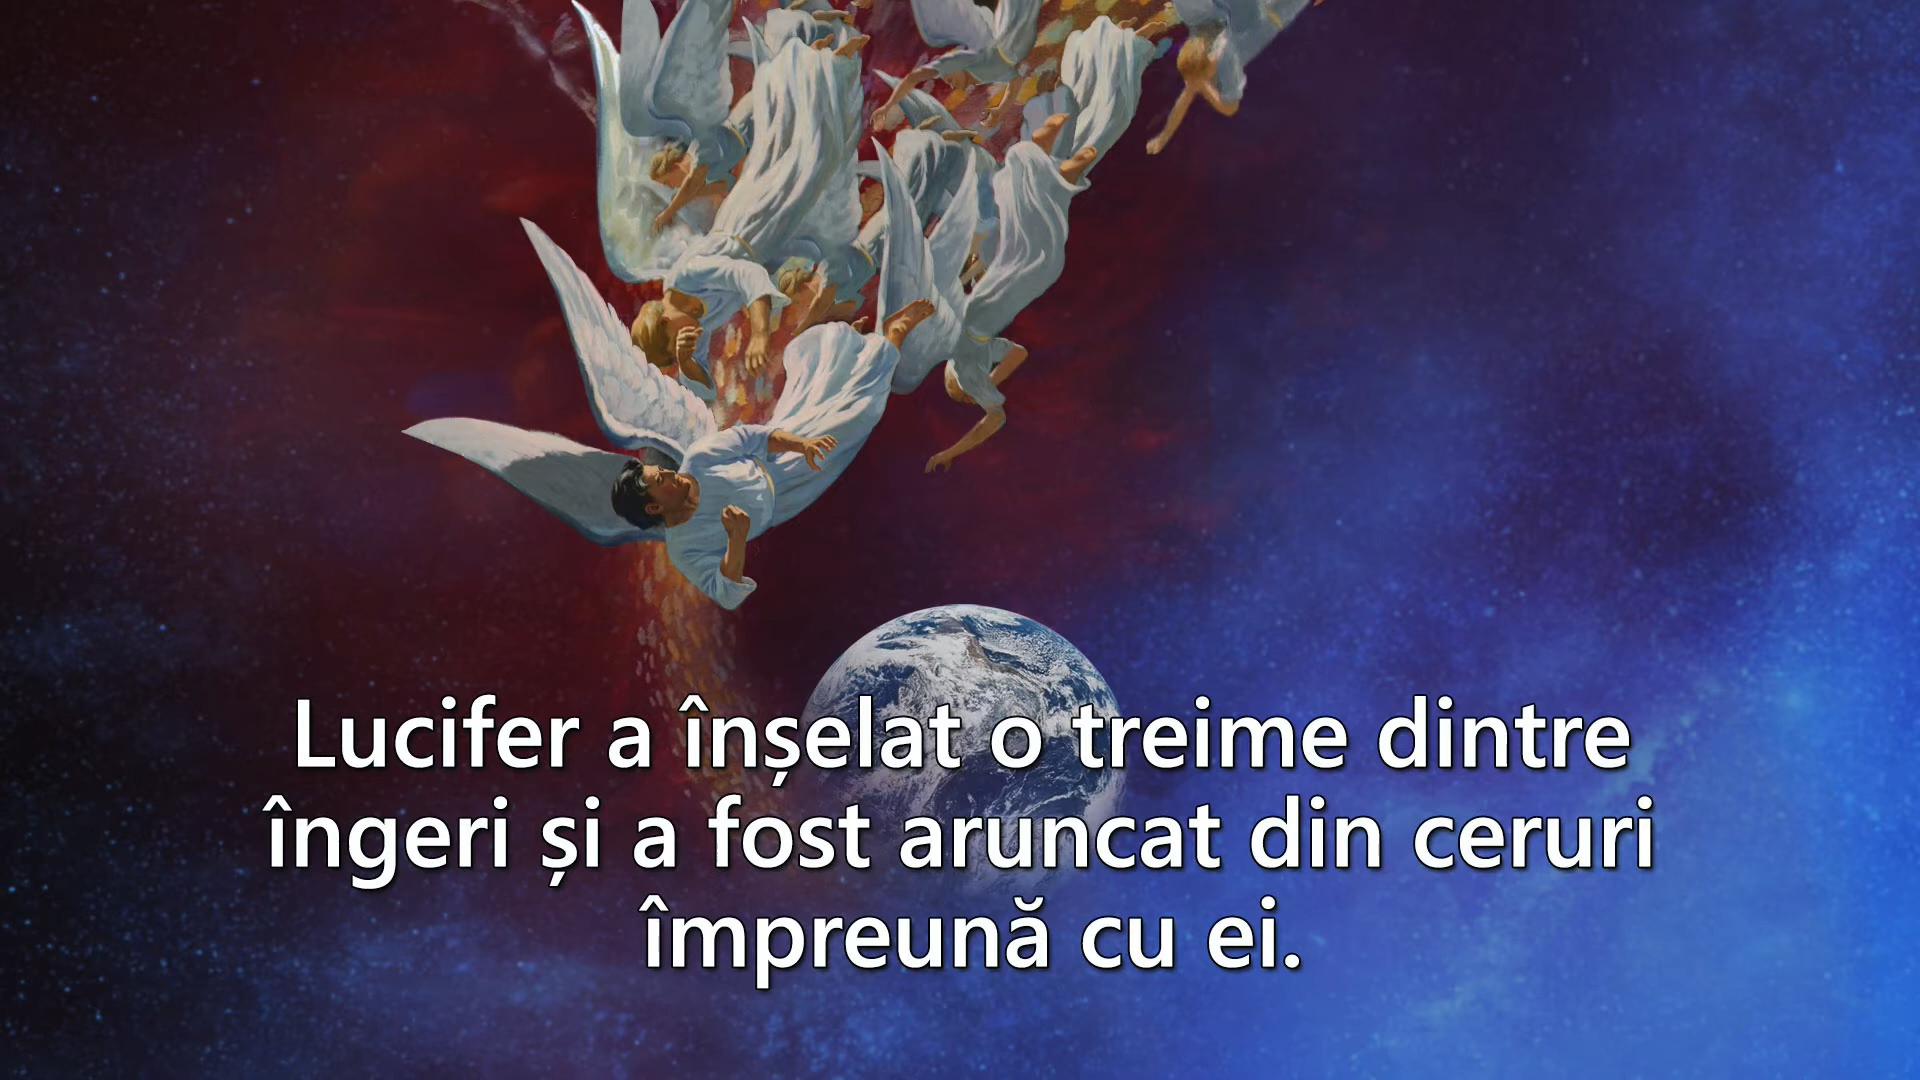 Lucifer a înșelat o treime dintre
îngeri și a fost aruncat din ceruri
împreună cu ei.